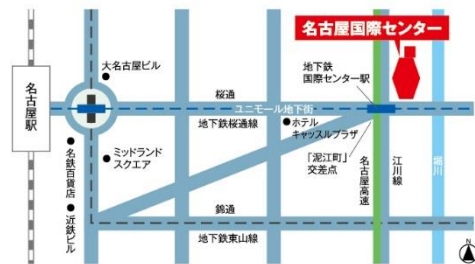 名古屋国際センター
大名古屋ビル
地下鉄
国際センター駅
名古屋駅
桜通
ユニモール地下街
地下鉄桜通線
ホテル
キャッスルプラザ
ミッドランド
スクエア
名鉄百貨店
近鉄ビル
「泥江町」
交差点
名古屋高速
江川線
堀川
錦通
地下鉄東山線
N